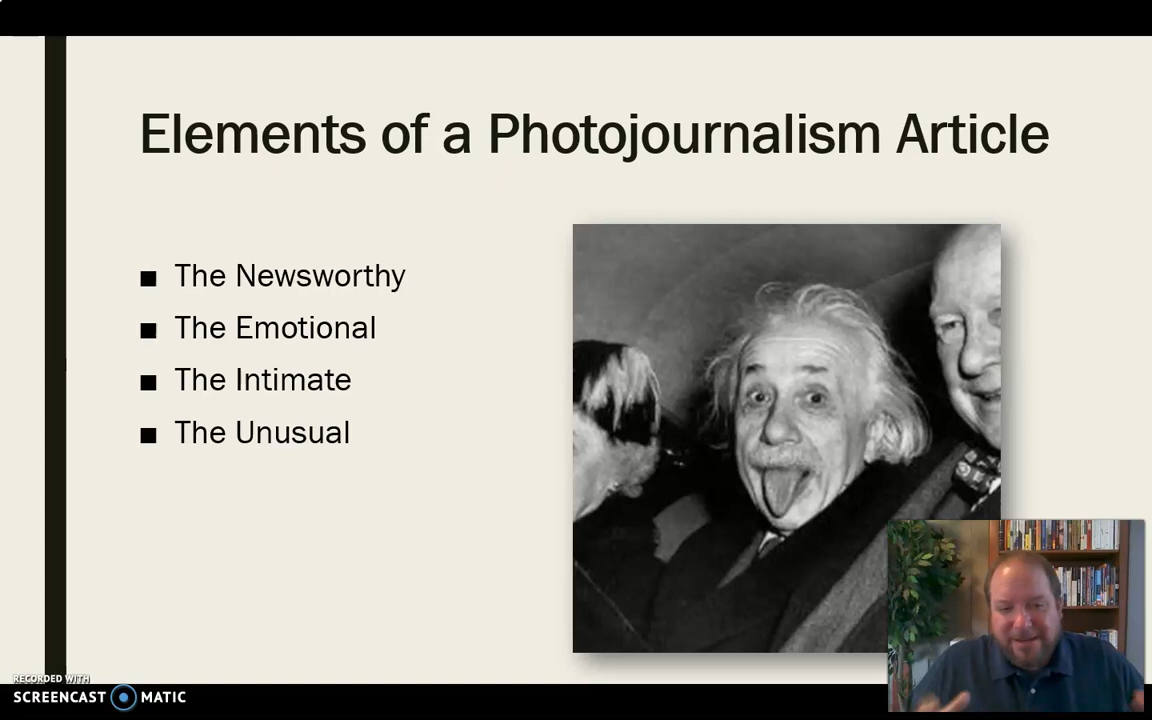 Elements of a Photojournalism Article
■ The Newsworthy
■ The Emotional
■ The Intimate
■ The Unusual
RECORDED WITH
SCREENCAST MATIC